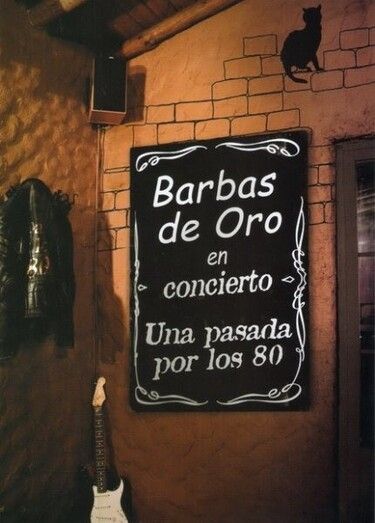 Barbas
de Oro
en
concierto
Una pasada
por los 80